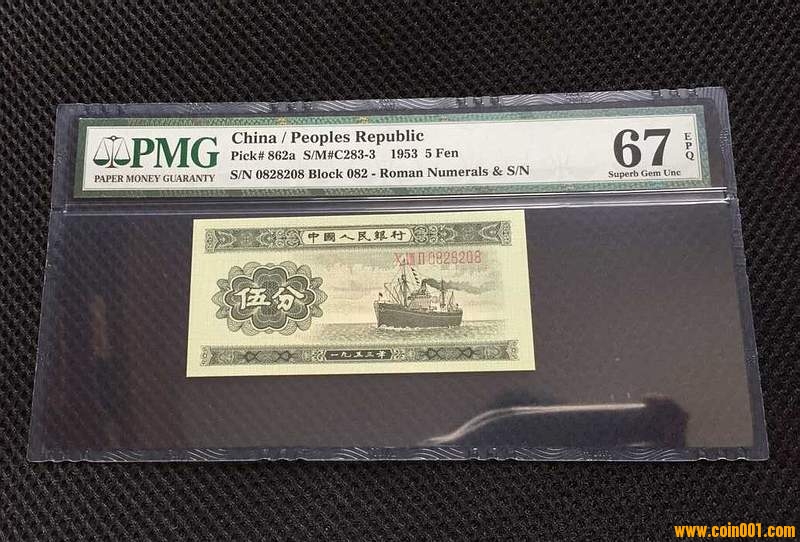 PMG
PAPER MONEY GUARANTY
China / Peoples Republic
Pick# 862a S/M#C283-3 1953 5 Fen
S/N 0828208 Block 082 - Roman Numerals & S/N
67
EPQ
Superb Gem Unc
中國人民銀行
0828208
伍分
一九五三年
www.coin001.com